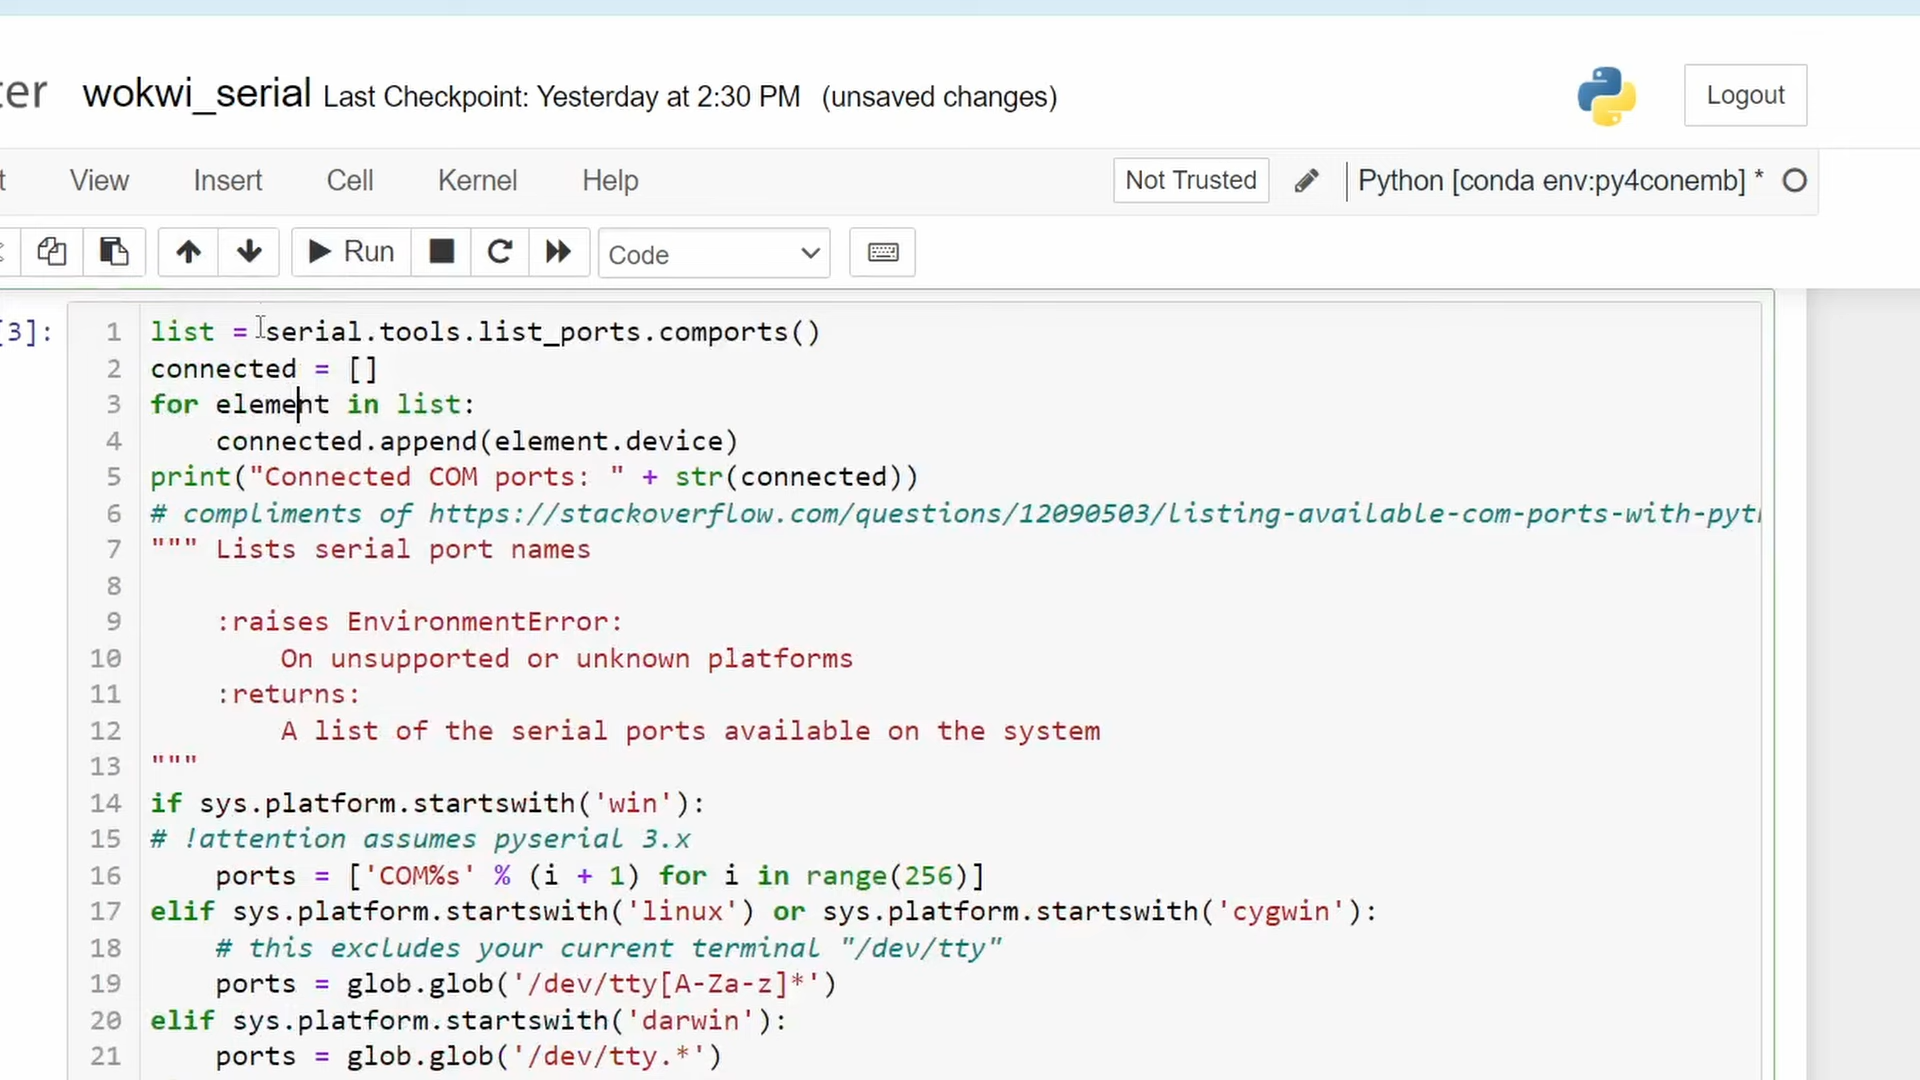 ter wokwi_serial Last Checkpoint: Yesterday at 2:30 PM (unsaved changes) Logout
t View Insert Cell Kernel Help Not Trusted Python [conda env:py4conemb] *
Run Code
[3]:
1 list = serial.tools.list_ports.comports()
2 connected = []
3 for element in list:
4 connected.append(element.device)
5 print("Connected COM ports: " + str(connected))
6 # compliments of https://stackoverflow.com/questions/12090503/listing-available-com-ports-with-pyth
7 """ Lists serial port names
8
9 :raises EnvironmentError:
10 On unsupported or unknown platforms
11 :returns:
12 A list of the serial ports available on the system
13 """
14 if sys.platform.startswith('win'):
15 # !attention assumes pyserial 3.x
16 ports = ['COM%s' % (i + 1) for i in range(256)]
17 elif sys.platform.startswith('linux') or sys.platform.startswith('cygwin'):
18 # this excludes your current terminal "/dev/tty"
19 ports = glob.glob('/dev/tty[A-Za-z]*')
20 elif sys.platform.startswith('darwin'):
21 ports = glob.glob('/dev/tty.*')